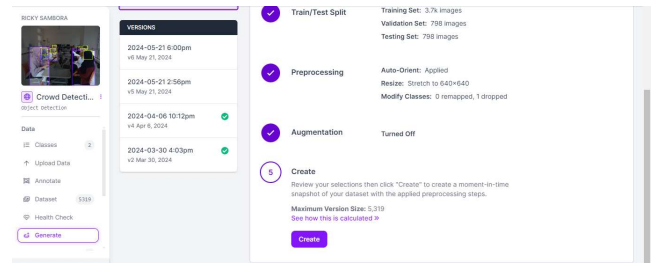 RICKY SAMBORA
Crowd Detecti...
Object Detection
Data
Classes 2
Upload Data
Annotate
Dataset 5319
Health Check
Generate
VERSIONS
2024-05-21 6:00pm
v6 May 21, 2024
2024-05-21 2:56pm
v5 May 21, 2024
2024-04-06 10:12pm
v4 Apr 6, 2024
2024-03-30 4:03pm
v2 Mar 30, 2024
Train/Test Split
Training Set: 3.7k images
Validation Set: 798 images
Testing Set: 798 images
Preprocessing
Auto-Orient: Applied
Resize: Stretch to 640×640
Modify Classes: 0 remapped, 1 dropped
Augmentation
Turned Off
5 Create
Review your selections then click "Create" to create a moment-in-time
snapshot of your dataset with the applied preprocessing steps.
Maximum Version Size: 5,319
See how this is calculated »
Create